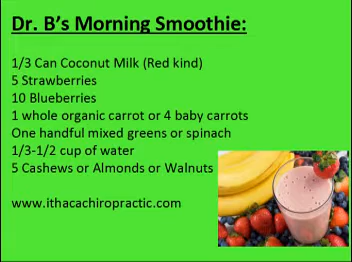 Dr. B's Morning Smoothie:
1/3 Can Coconut Milk (Red kind)
5 Strawberries
10 Blueberries
1 whole organic carrot or 4 baby carrots
One handful mixed greens or spinach
1/3-1/2 cup of water
5 Cashews or Almonds or Walnuts
www.ithacachiropractic.com